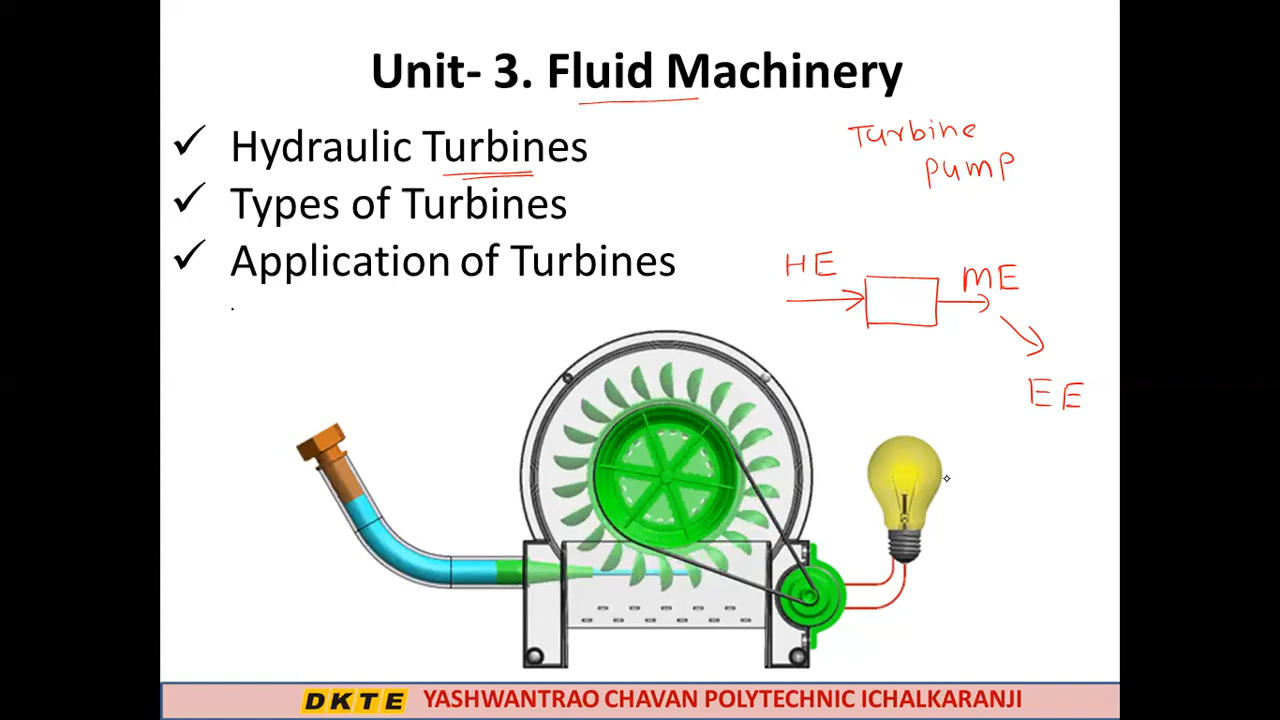 Unit- 3. Fluid Machinery
✓ Hydraulic Turbines
✓ Types of Turbines
✓ Application of Turbines
.
Turbine
pump
HE
ME
EE
DKTE YASHWANTRAO CHAVAN POLYTECHNIC ICHALKARANJI